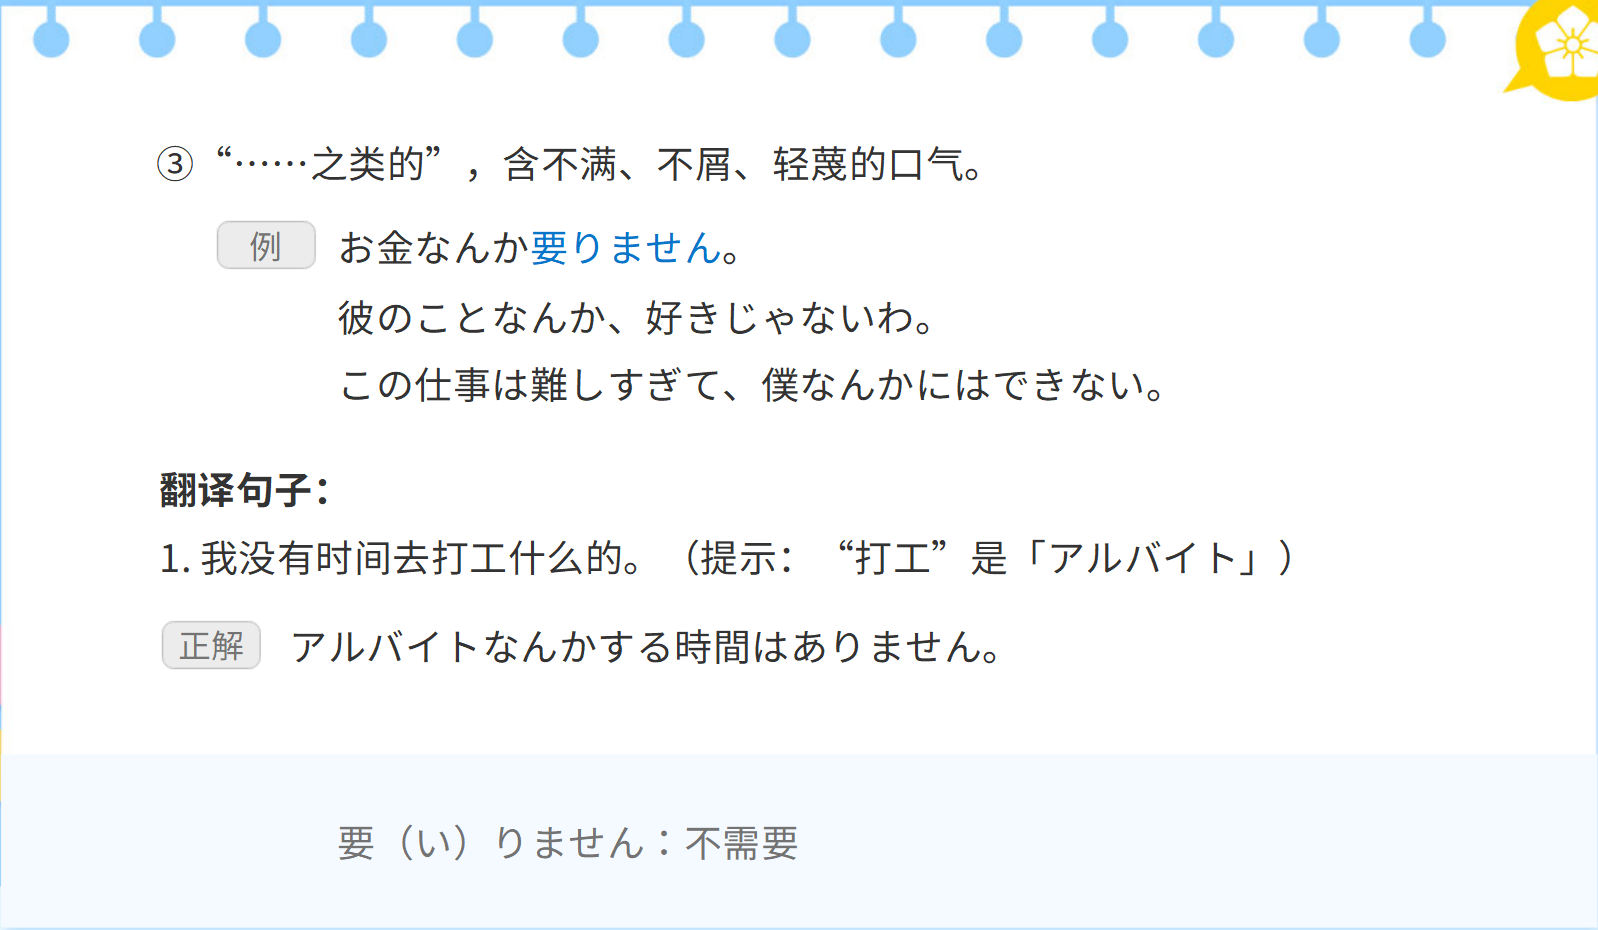 ③“……之类的”，含不满、不屑、轻蔑的口气。
例 お金なんか要りません。
彼のことなんか、好きじゃないわ。
この仕事は難しすぎて、僕なんかにはできない。
翻译句子：
1. 我没有时间去打工什么的。（提示：“打工”是「アルバイト」）
正解 アルバイトなんかする時間はありません。
要（い）りません：不需要